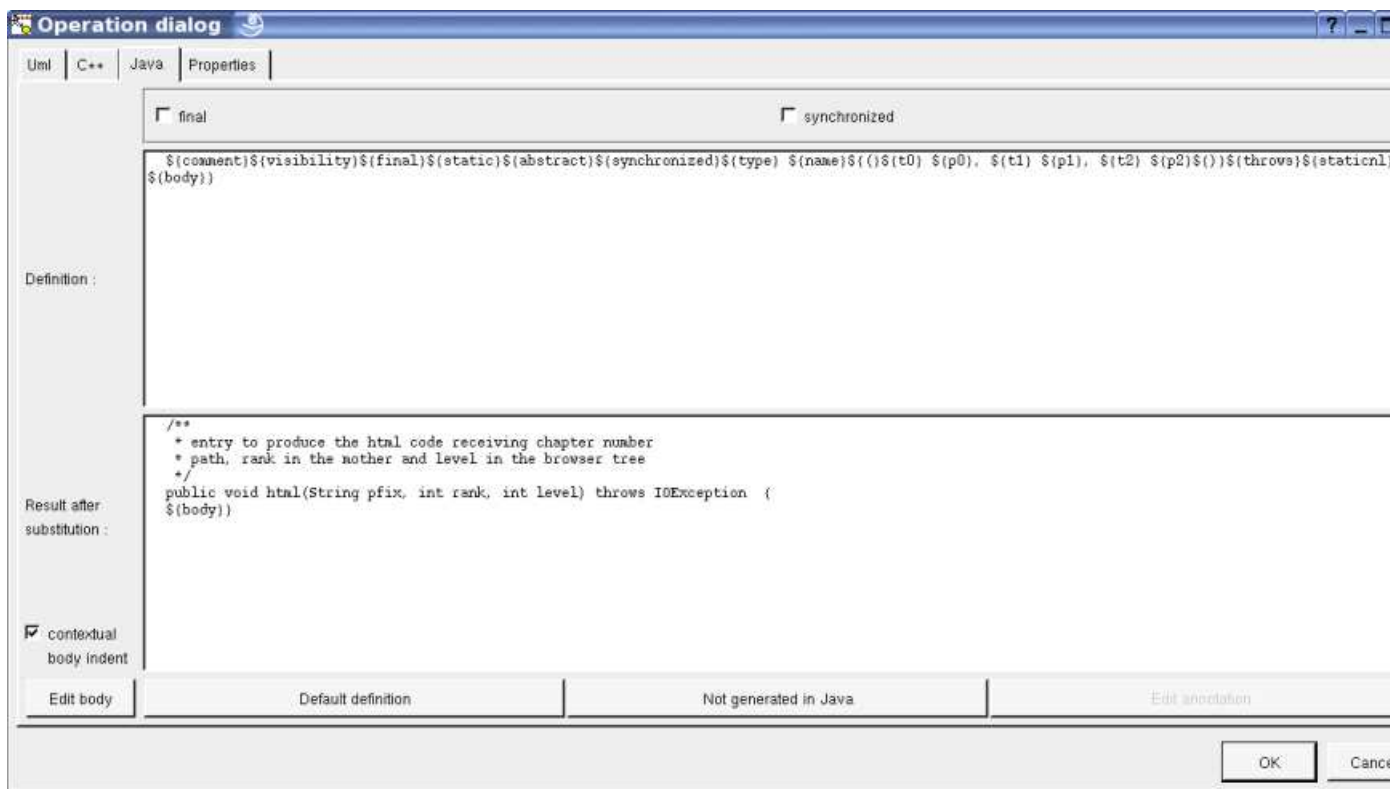 Operation dialog
?
Uml C++ Java Properties
final synchronized
Definition :
${comment}${visibility}${final}${static}${abstract}${synchronized}${type} ${name}${(}${t0} ${p0}, ${t1} ${p1}, ${t2} ${p2}${)}${throws}${staticnl}
${body}}
Result after
substitution :
/**
* entry to produce the html code receiving chapter number
* path, rank in the mother and level in the browser tree
*/
public void html(String pfix, int rank, int level) throws IOException {
${body}}
contextual
body indent
Edit body Default definition Not generated in Java Edit annotation
OK Cance